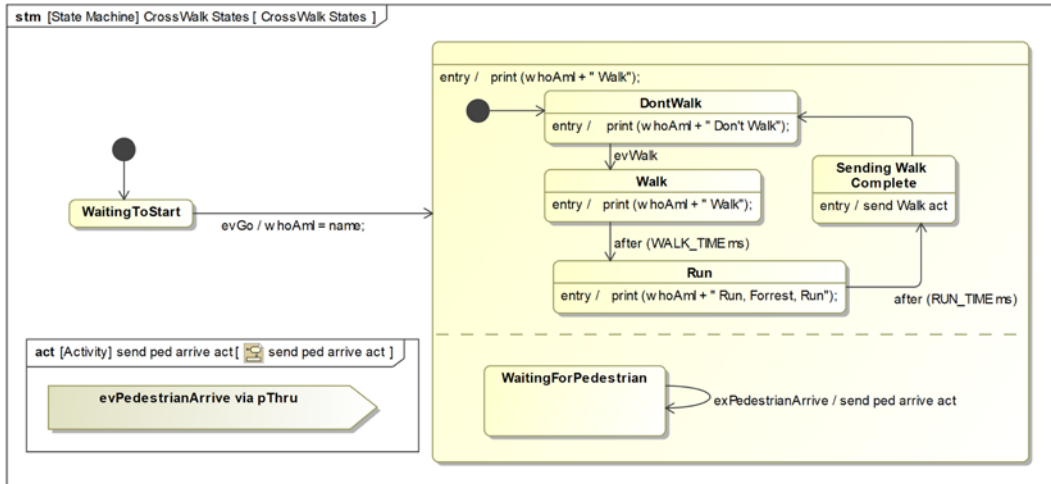 stm [State Machine] CrossWalk States [ CrossWalk States ]
entry / print (whoAmI + " Walk");
DontWalk
entry / print (whoAmI + " Don't Walk");
evWalk
Walk
entry / print (whoAmI + " Walk");
Sending Walk
Complete
entry / send Walk act
WaitingToStart
evGo / whoAmI = name;
after (WALK_TIME ms)
Run
entry / print (whoAmI + " Run, Forrest, Run");
after (RUN_TIME ms)
act [Activity] send ped arrive act [ send ped arrive act ]
evPedestrianArrive via pThru
WaitingForPedestrian
exPedestrianArrive / send ped arrive act